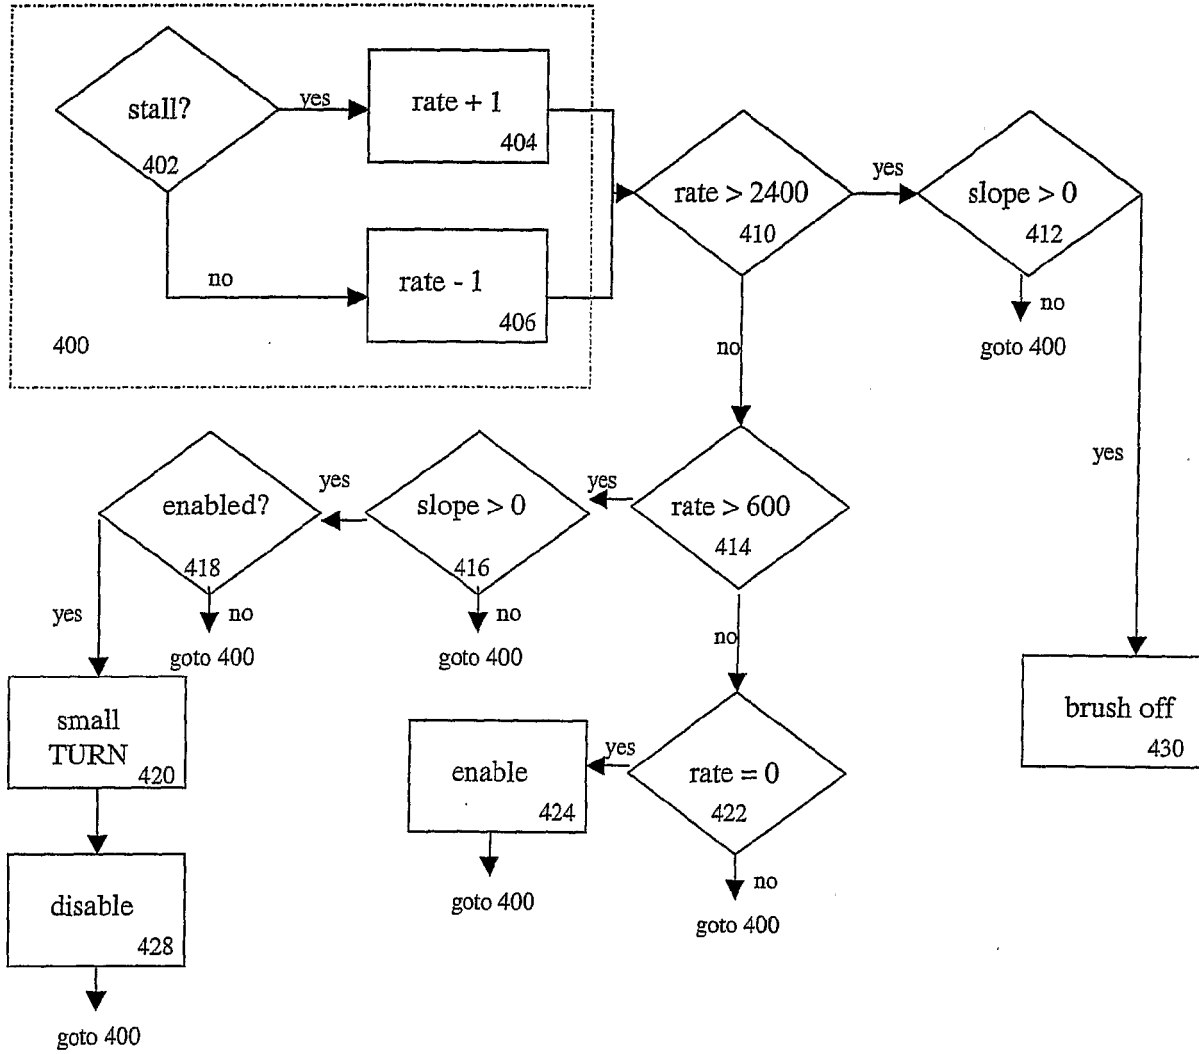 stall?
402
yes
rate + 1
404
no
rate - 1
406
400
rate > 2400
410
yes
slope > 0
412
no
goto 400
yes
no
rate > 600
414
yes
slope > 0
416
no
goto 400
yes
enabled?
418
no
goto 400
yes
small
TURN
420
disable
428
goto 400
no
rate = 0
422
yes
enable
424
goto 400
no
goto 400
brush off
430